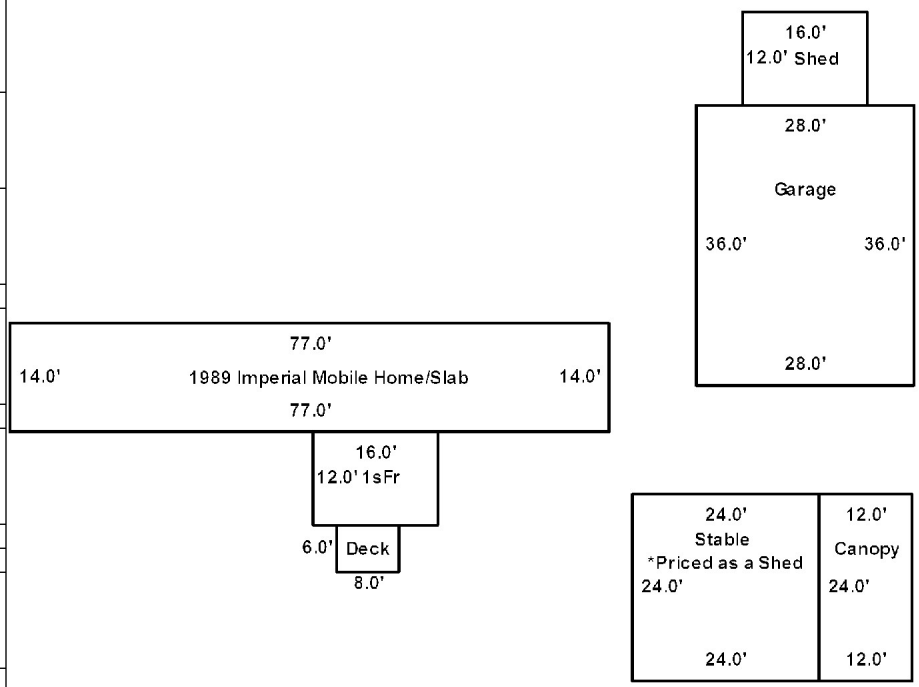 16.0'
12.0' Shed
28.0'
Garage
36.0' 36.0'
28.0'
77.0'
14.0' 1989 Imperial Mobile Home/Slab 14.0'
77.0'
16.0'
12.0' 1sFr
6.0' Deck
8.0'
24.0'
Stable
*Priced as a Shed
24.0'
24.0'
12.0'
Canopy
24.0'
12.0'